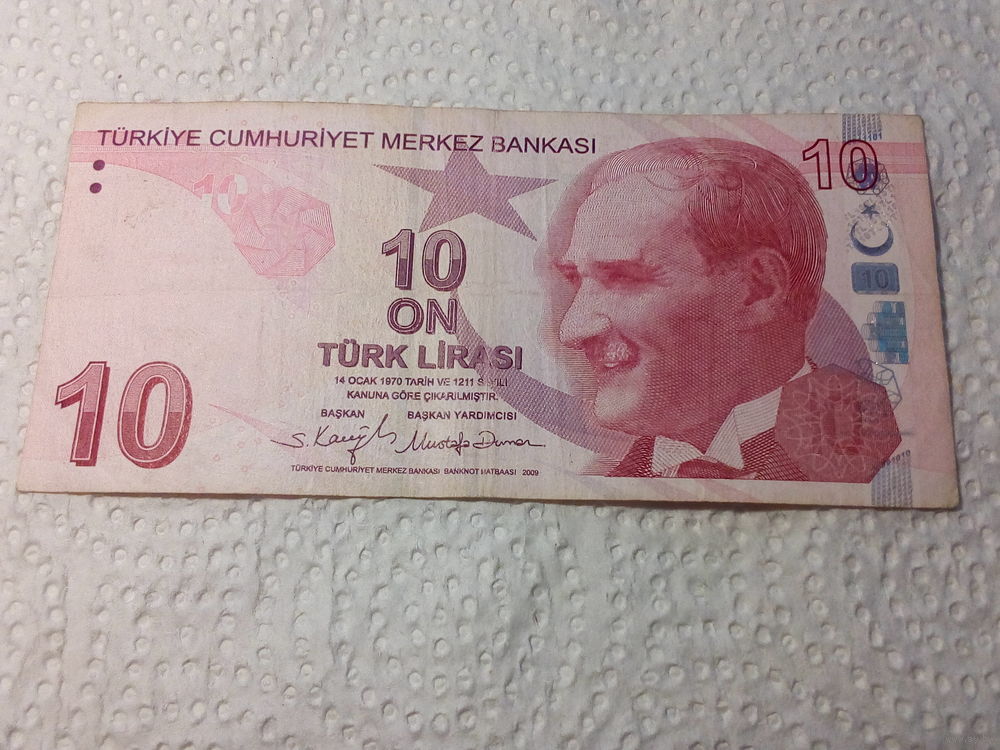 TÜRKİYE CUMHURİYET MERKEZ BANKASI
10
10
10
ON
TÜRK LİRASI
10
14 OCAK 1970 TARİH VE 1211 SAYILI
KANUNA GÖRE ÇIKARILMIŞTIR.
BAŞKAN BAŞKAN YARDIMCISI
10
TÜRKİYE CUMHURİYET MERKEZ BANKASI BANKNOT MATBAASI 2009